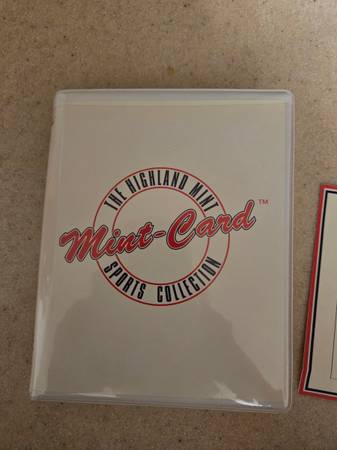 THE HIGHLAND MINT
Mint-Card™
SPORTS COLLECTION